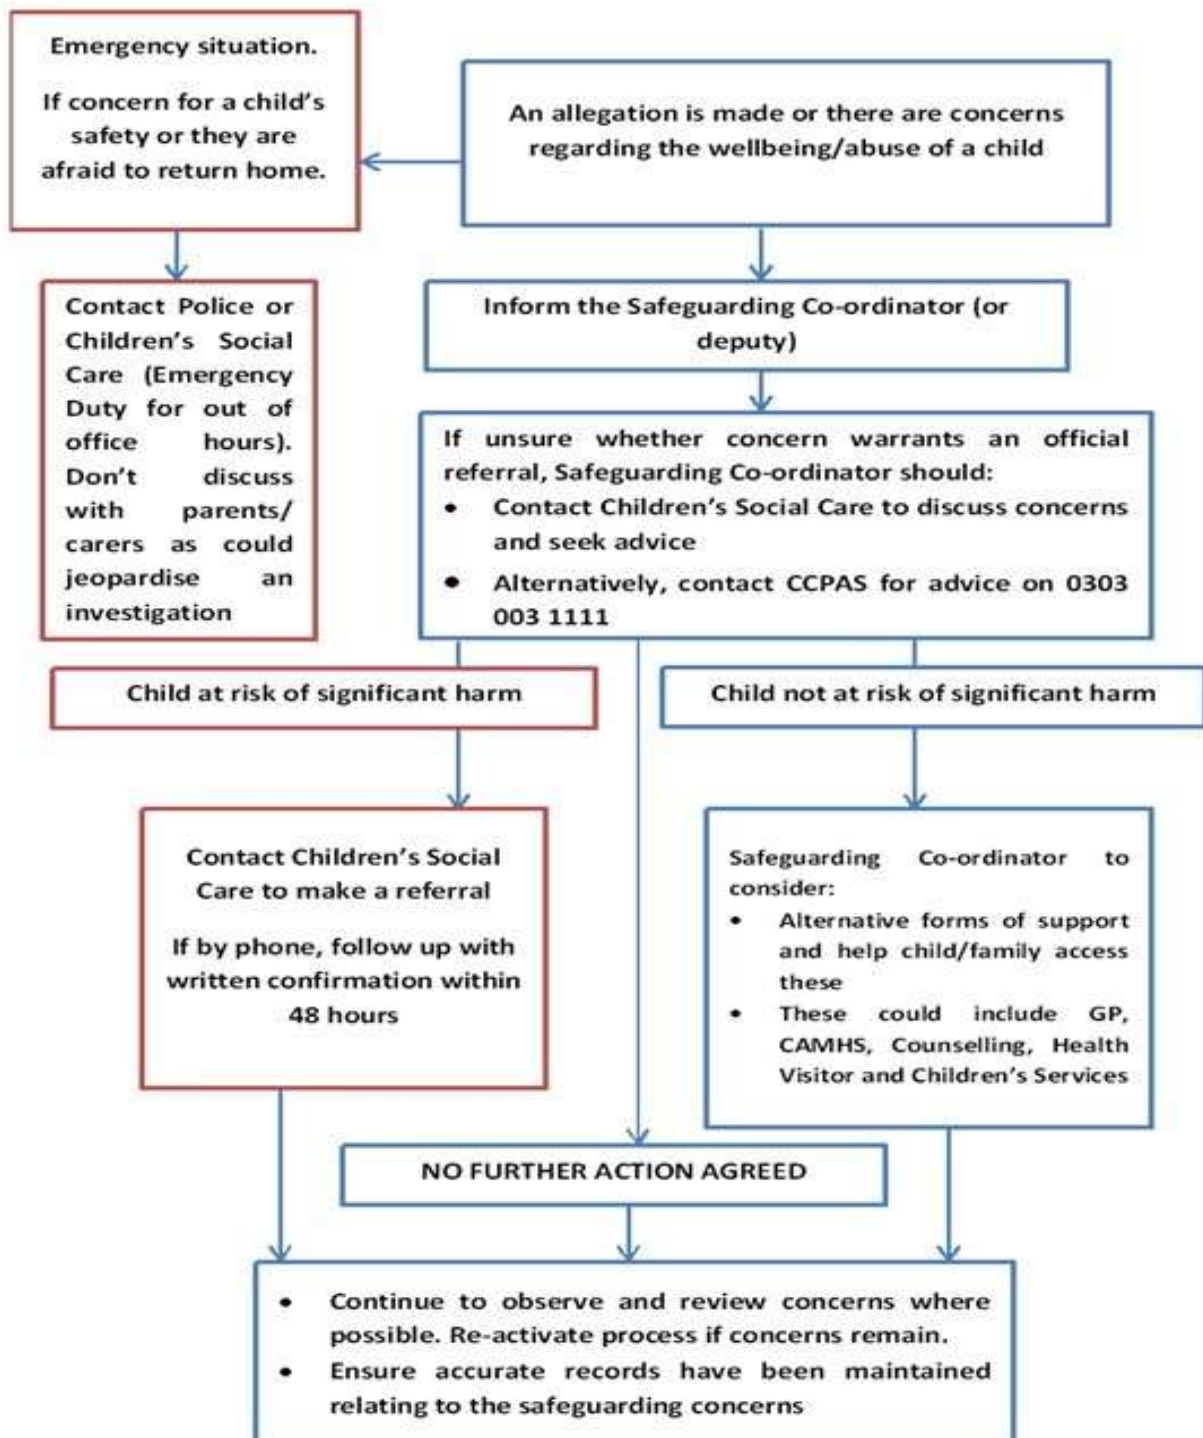 Emergency situation.
If concern for a child's
safety or they are
afraid to return home.
An allegation is made or there are concerns
regarding the wellbeing/abuse of a child
Contact Police or
Children's Social
Care (Emergency
Duty for out of
office hours).
Don't discuss
with parents/
carers as could
jeopardise an
investigation
Inform the Safeguarding Co-ordinator (or
deputy)
If unsure whether concern warrants an official
referral, Safeguarding Co-ordinator should:
• Contact Children's Social Care to discuss concerns
and seek advice
• Alternatively, contact CCPAS for advice on 0303
003 1111
Child at risk of significant harm
Child not at risk of significant harm
Contact Children's Social
Care to make a referral
If by phone, follow up with
written confirmation within
48 hours
Safeguarding Co-ordinator to
consider:
• Alternative forms of support
and help child/family access
these
• These could include GP,
CAMHS, Counselling, Health
Visitor and Children's Services
NO FURTHER ACTION AGREED
• Continue to observe and review concerns where
possible. Re-activate process if concerns remain.
• Ensure accurate records have been maintained
relating to the safeguarding concerns